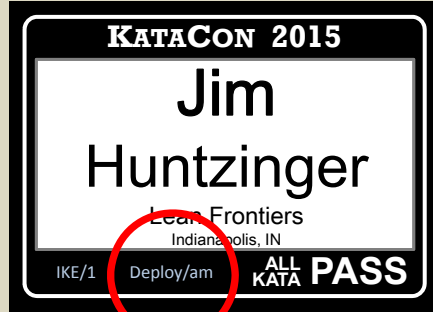 KATACON 2015
Jim
Huntzinger
Lean Frontiers
Indianapolis, IN
IKE/1 Deploy/am ALL KATA PASS